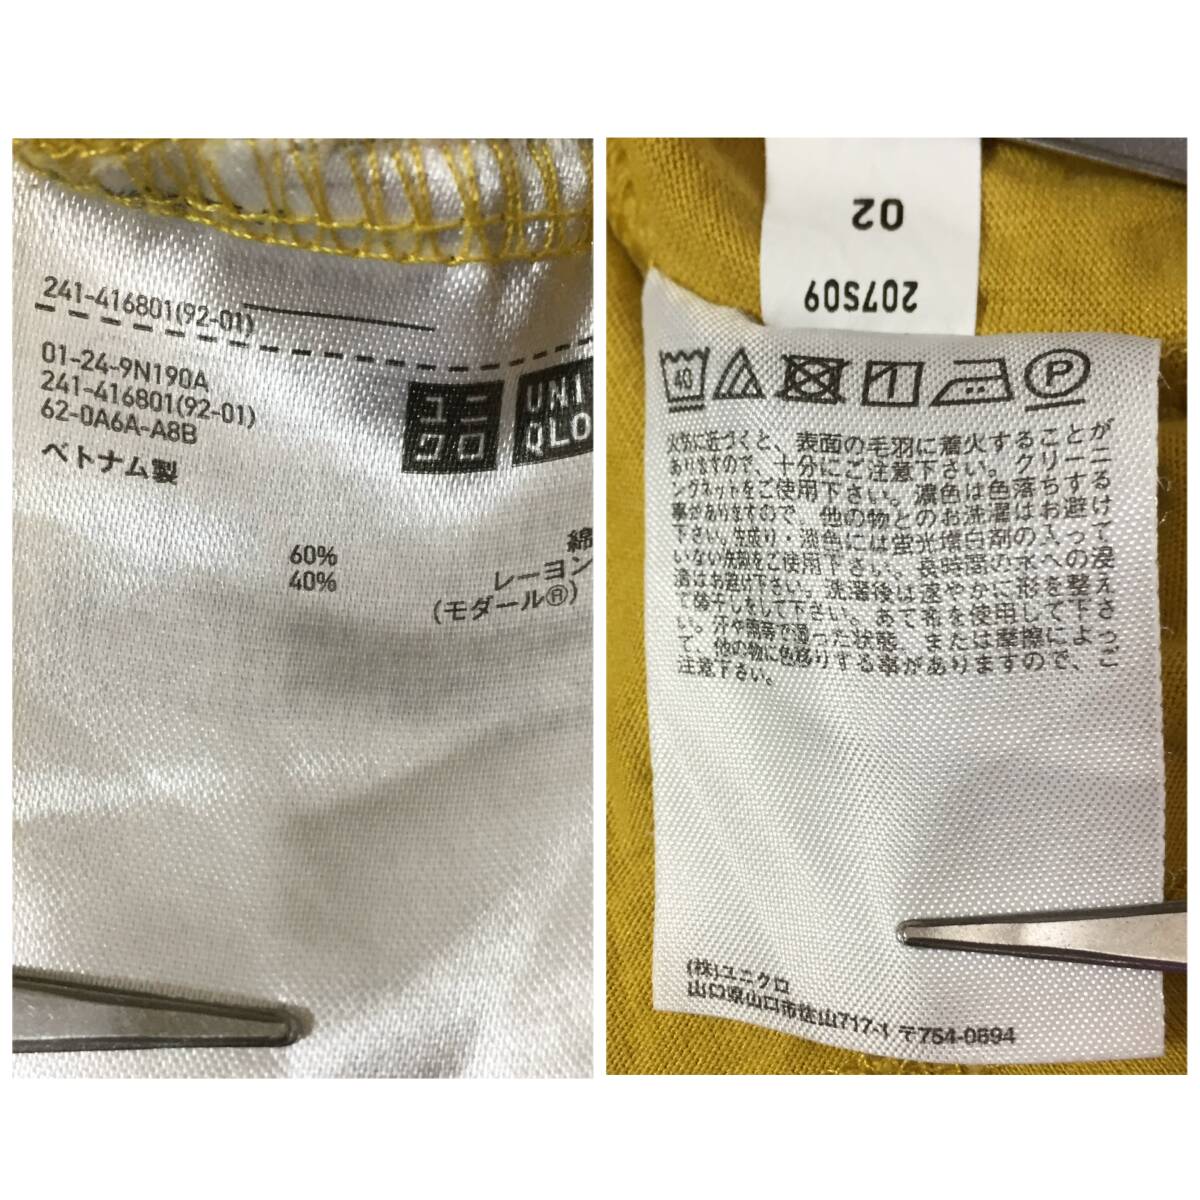 241-416801(92-01)
01-24-9N190A
241-416801(92-01)
62-0A6A-A8B
ベトナム製
ユニ
クロ
UNI
QLO
60%
綿
40%
レーヨン
(モダール®)
02
207S09
40
1
P
火気に近づくと、表面の毛羽に着火することが
ありますので、十分にご注意下さい。クリーニ
ングネットをご使用下さい。濃色は色落ちする
事がありますので、他の物とのお洗濯はお避け
下さい。生成り・淡色には蛍光増白剤の入って
いない洗剤をご使用下さい。長時間の水への浸
漬はお避け下さい。洗濯後は速やかに形を整え
て陰干しをして下さい。あて布を使用して下さ
い。汗や雨等で湿った状態、または摩擦によっ
て、他の物に色移りする事がありますので、ご
注意下さい。
(株)ユニクロ
山口県山口市佐山717-1 〒754-0894